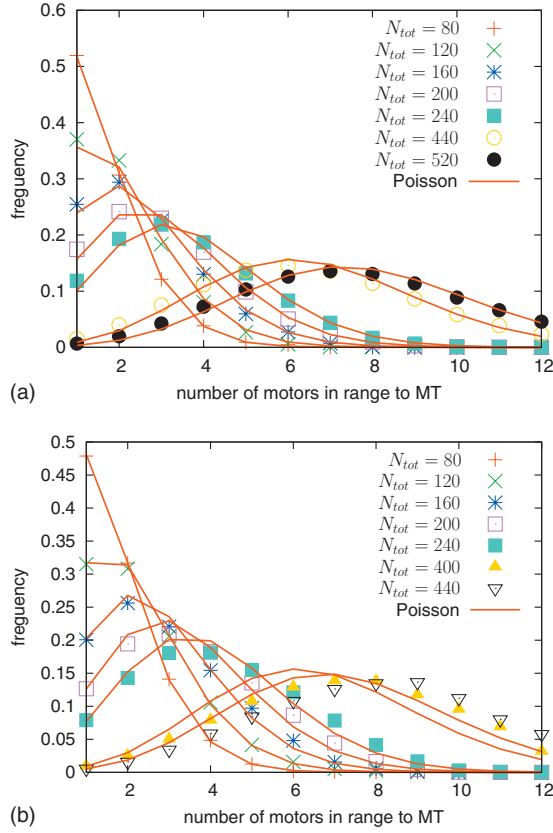 0.6
0.5
0.4
0.3
0.2
0.1
0
freguency
2 4 6 8 10 12
number of motors in range to MT
N_tot = 80
N_tot = 120
N_tot = 160
N_tot = 200
N_tot = 240
N_tot = 440
N_tot = 520
Poisson
(a)
0.5
0.45
0.4
0.35
0.3
0.25
0.2
0.15
0.1
0.05
0
freguency
2 4 6 8 10 12
number of motors in range to MT
N_tot = 80
N_tot = 120
N_tot = 160
N_tot = 200
N_tot = 240
N_tot = 400
N_tot = 440
Poisson
(b)